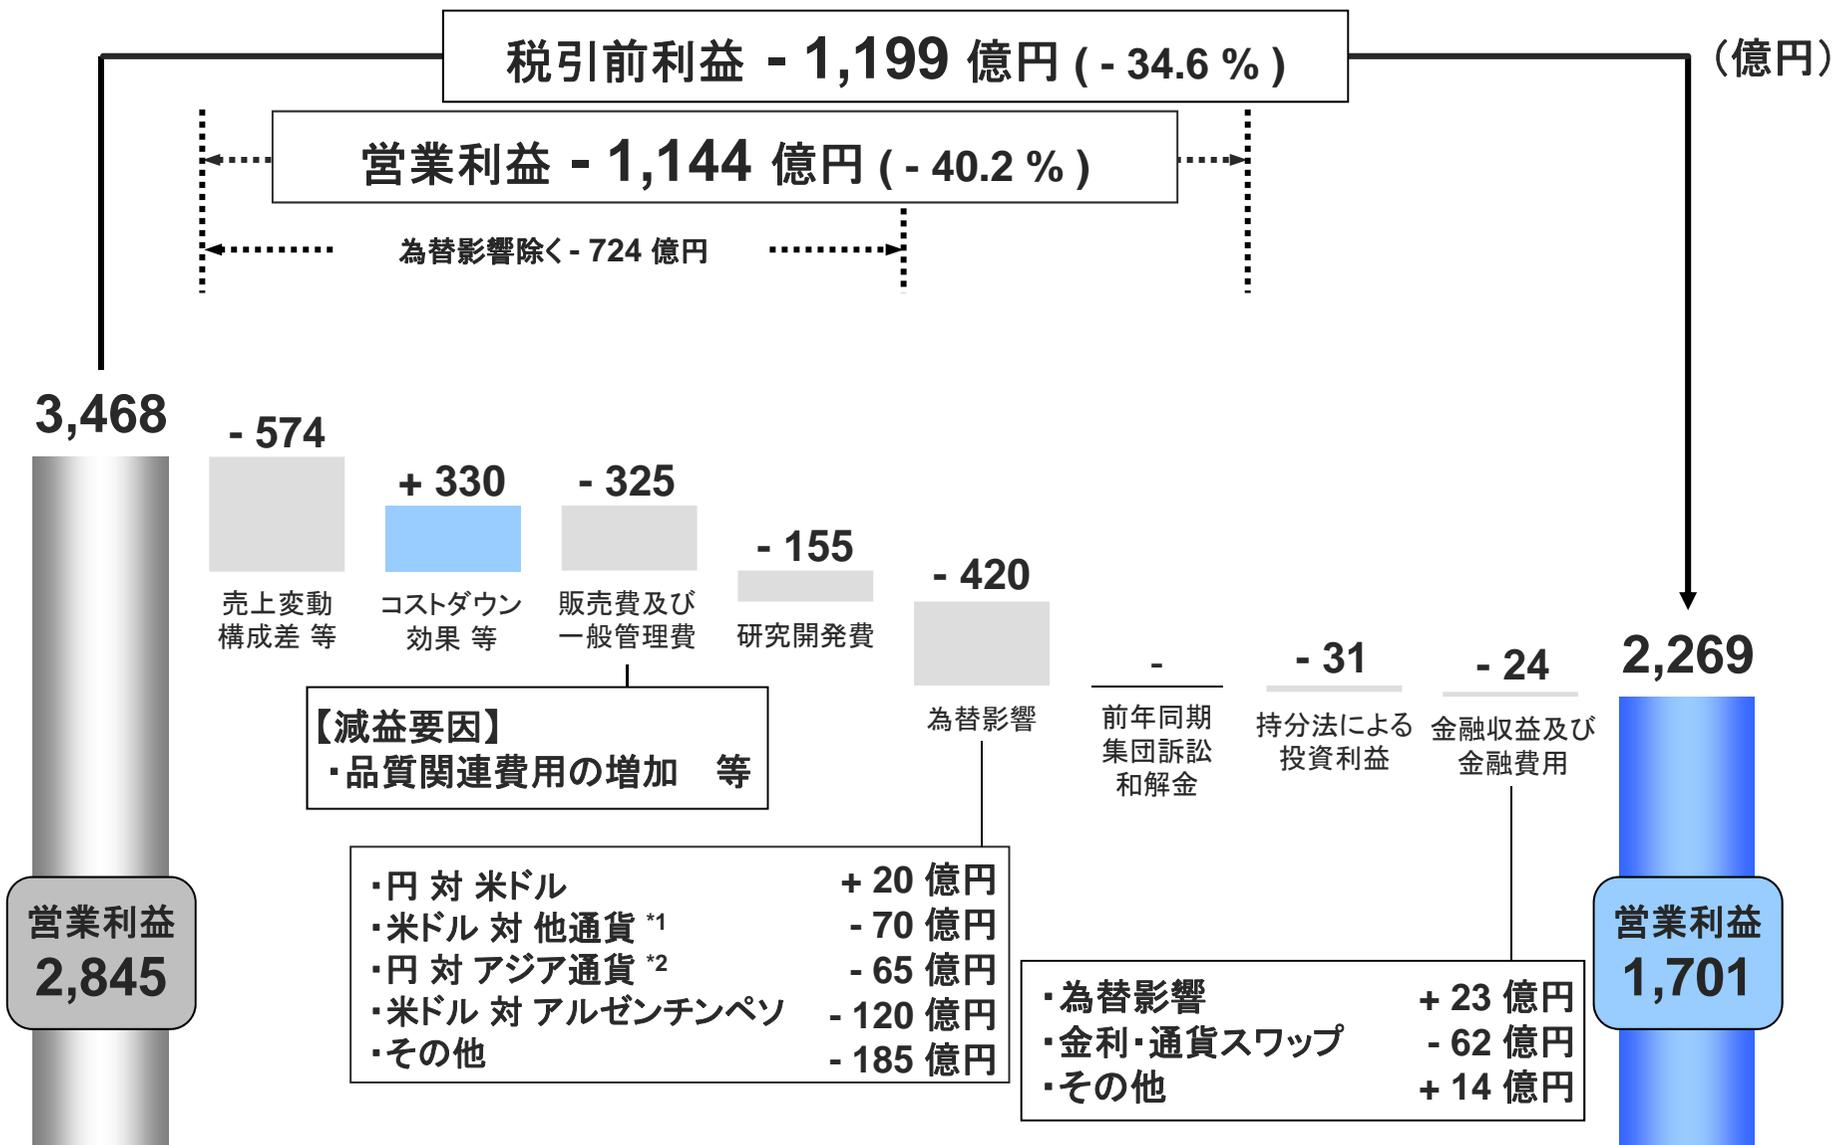 税引前利益 - 1,199 億円 ( - 34.6 % )
（億円）
営業利益 - 1,144 億円 ( - 40.2 % )
為替影響除く - 724 億円
3,468
- 574
+ 330
- 325
- 155
- 420
-
- 31
- 24
2,269
売上変動
構成差 等
コストダウン
効果 等
販売費及び
一般管理費
研究開発費
為替影響
前年同期
集団訴訟
和解金
持分法による
投資利益
金融収益及び
金融費用
【減益要因】
・品質関連費用の増加　等
・円 対 米ドル + 20 億円
・米ドル 対 他通貨 *1 - 70 億円
・円 対 アジア通貨 *2 - 65 億円
・米ドル 対 アルゼンチンペソ - 120 億円
・その他 - 185 億円
・為替影響 + 23 億円
・金利・通貨スワップ - 62 億円
・その他 + 14 億円
営業利益
2,845
営業利益
1,701